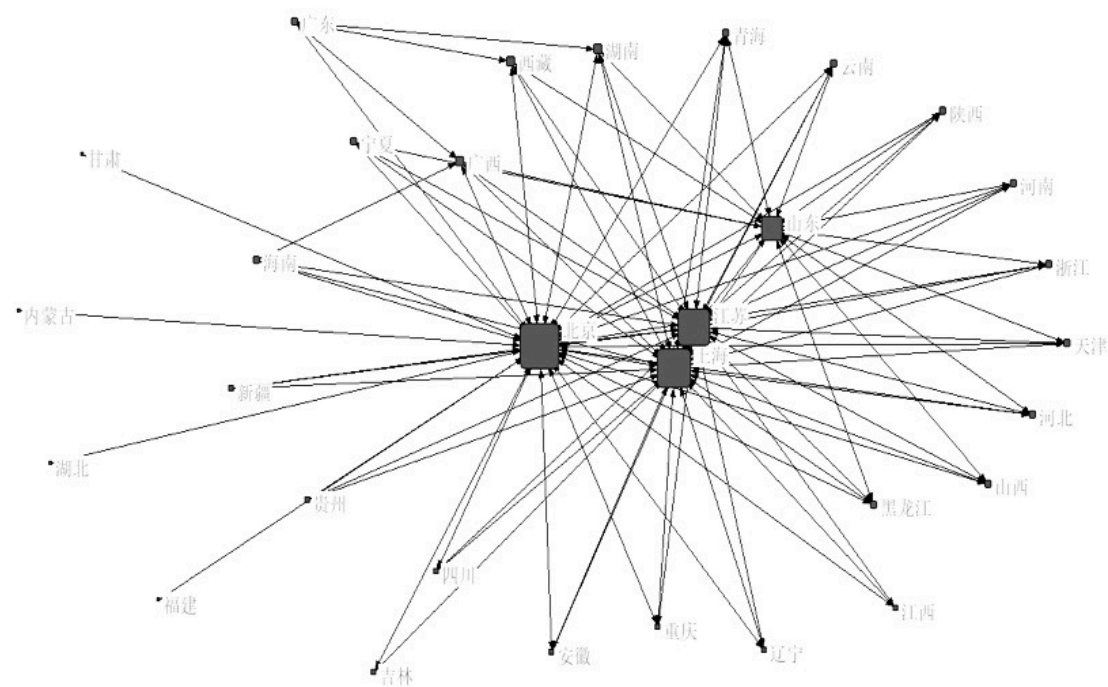 广东
湖南
青海
西藏
云南
陕西
宁夏
甘肃
广西
河南
山东
海南
浙江
内蒙古
江苏
北京
天津
上海
新疆
河北
湖北
山西
贵州
黑龙江
四川
福建
江西
重庆
安徽
辽宁
吉林